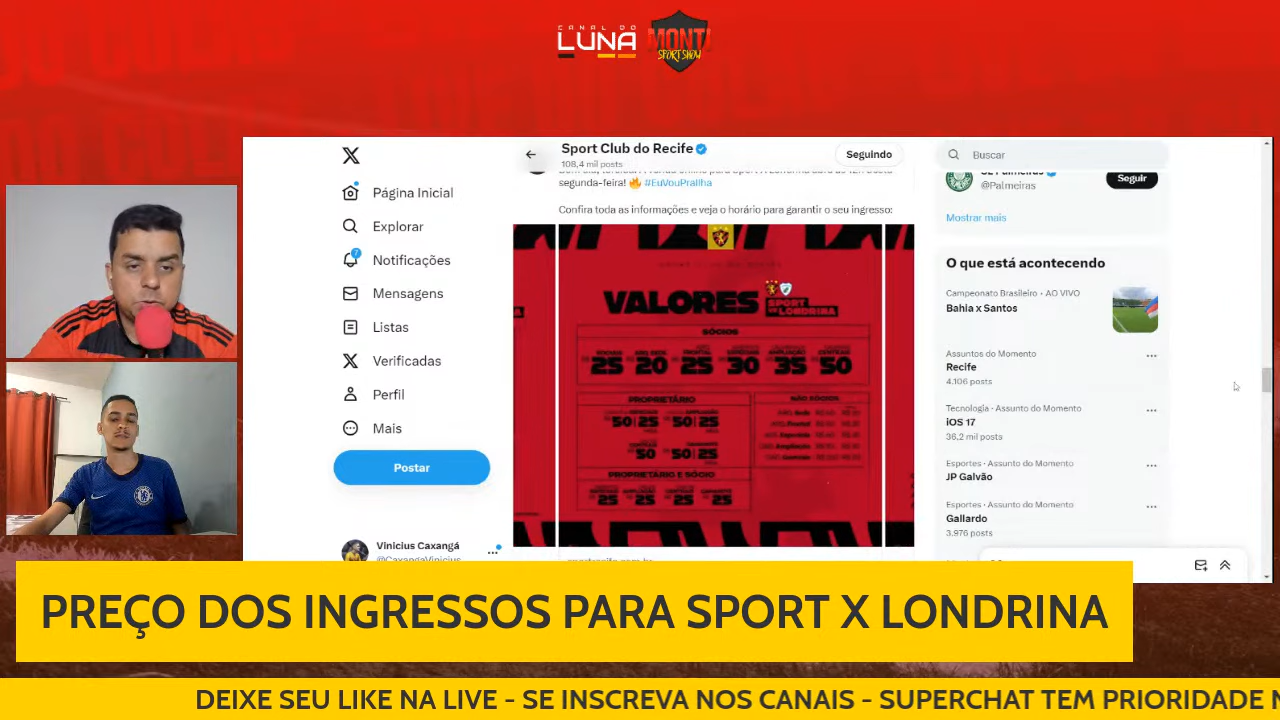 CANAL DO
LUNA
MONT!
SPORT SHOW
Sport Club do Recife
108,4 mil posts
Seguindo
Buscar
segunda-feira! 🔥 #EuVouPraIlha
Confira toda as informações e veja o horário para garantir o seu ingresso:
@Palmeiras
Seguir
Mostrar mais
Página Inicial
Explorar
7
Notificações
Mensagens
Listas
Verificadas
Perfil
Mais
Postar
Vinicius Caxangá
@CaxangaVinicius
VALORES
SPORT
LONDRINA
SÓCIOS
25 20 25 30 35 50
PROPRIETÁRIO
NÃO SÓCIOS
50|25 50|25
50 50|25
PROPRIETÁRIO E SÓCIO
25 25 25 25
O que está acontecendo
Campeonato Brasileiro · AO VIVO
Bahia x Santos
Assuntos do Momento
Recife
4.106 posts
Tecnologia · Assunto do Momento
iOS 17
36,2 mil posts
Esportes · Assunto do Momento
JP Galvão
Esportes · Assunto do Momento
Gallardo
3.976 posts
PREÇO DOS INGRESSOS PARA SPORT X LONDRINA
DEIXE SEU LIKE NA LIVE - SE INSCREVA NOS CANAIS - SUPERCHAT TEM PRIORIDADE